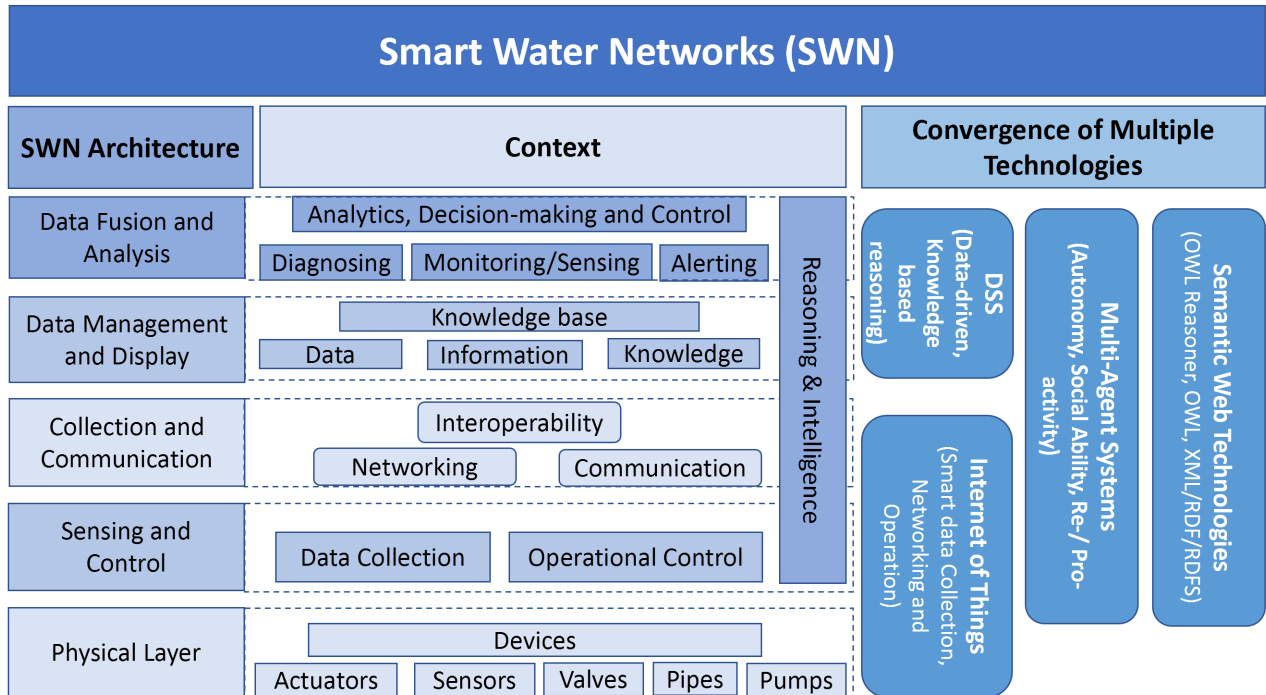 Smart Water Networks (SWN)
SWN Architecture
Context
Convergence of Multiple
Technologies
Data Fusion and
Analysis
Analytics, Decision-making and Control
Diagnosing
Monitoring/Sensing
Alerting
Data Management
and Display
Knowledge base
Data
Information
Knowledge
Collection and
Communication
Interoperability
Networking
Communication
Sensing and
Control
Data Collection
Operational Control
Physical Layer
Devices
Actuators
Sensors
Valves
Pipes
Pumps
Reasoning & Intelligence
DSS
(Data-driven,
Knowledge
based
reasoning)
Internet of Things
(Smart data Collection,
Networking and
Operation)
Multi-Agent Systems
(Autonomy, Social Ability, Re-/ Pro-
activity)
Semantic Web Technologies
(OWL Reasoner, OWL, XML/RDF/RDFS)